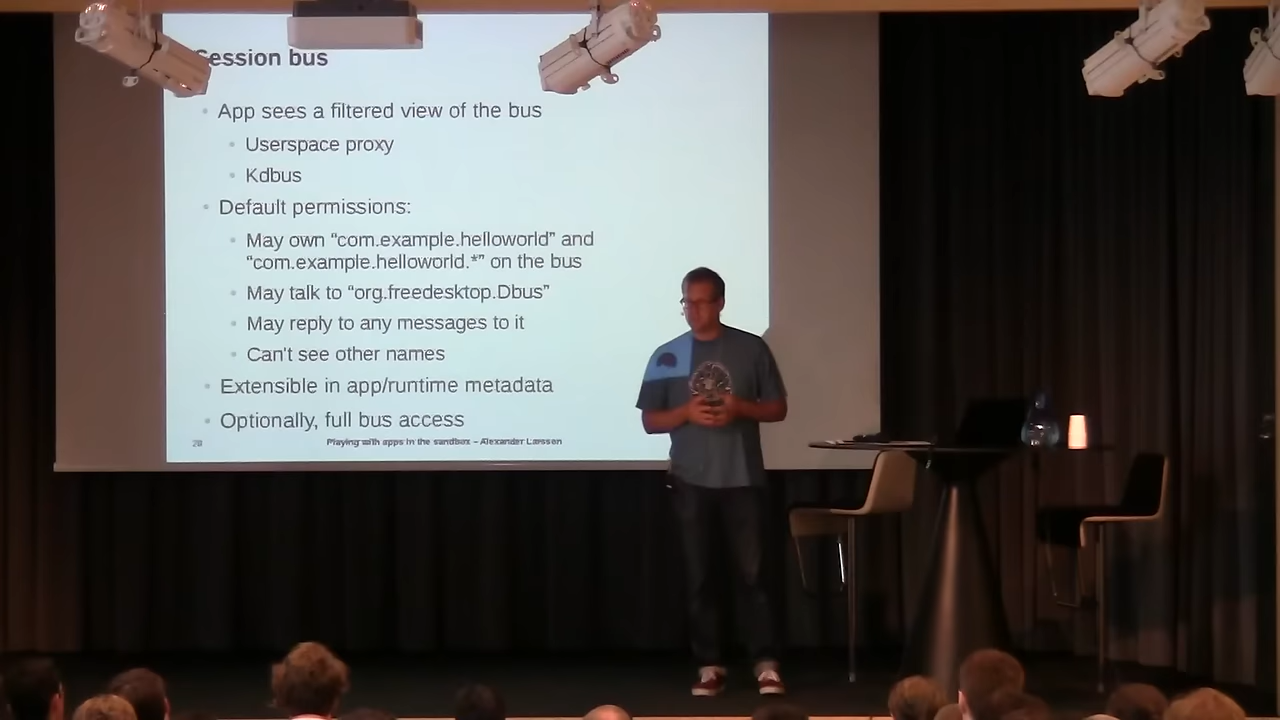 Session bus
App sees a filtered view of the bus
Userspace proxy
Kdbus
Default permissions:
May own “com.example.helloworld” and
“com.example.helloworld.*” on the bus
May talk to “org.freedesktop.Dbus”
May reply to any messages to it
Can't see other names
Extensible in app/runtime metadata
Optionally, full bus access
28 Playing with apps in the sandbox – Alexander Larsson